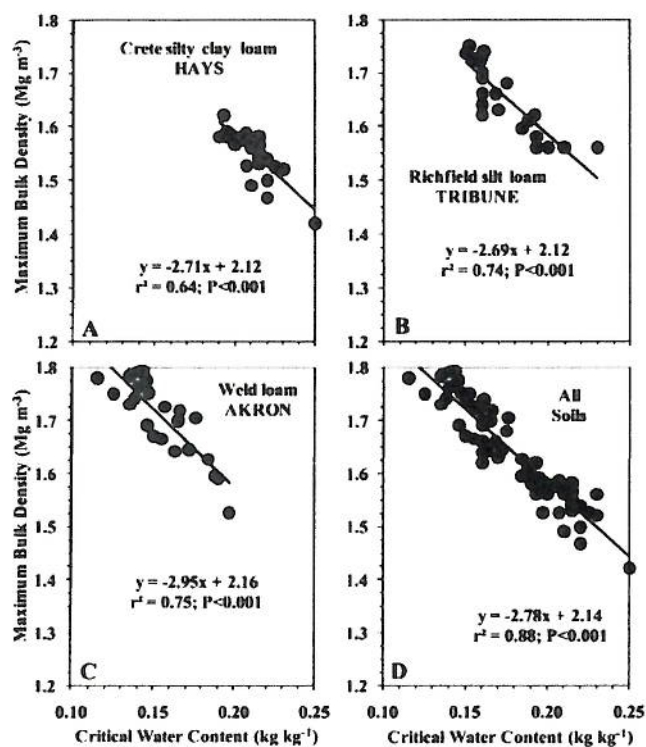 Maximum Bulk Density (Mg m⁻³)
1.8
1.7
1.6
1.5
1.4
1.3
1.2
Crete silty clay loam
HAYS
y = -2.71x + 2.12
r² = 0.64; P<0.001
A
1.8
1.7
1.6
1.5
1.4
1.3
1.2
Richfield silt loam
TRIBUNE
y = -2.69x + 2.12
r² = 0.74; P<0.001
B
Maximum Bulk Density (Mg m⁻³)
1.8
1.7
1.6
1.5
1.4
1.3
1.2
Weld loam
AKRON
y = -2.95x + 2.16
r² = 0.75; P<0.001
C
0.10 0.15 0.20 0.25
Critical Water Content (kg kg⁻¹)
1.8
1.7
1.6
1.5
1.4
1.3
1.2
All
Soils
y = -2.78x + 2.14
r² = 0.88; P<0.001
D
0.10 0.15 0.20 0.25
Critical Water Content (kg kg⁻¹)